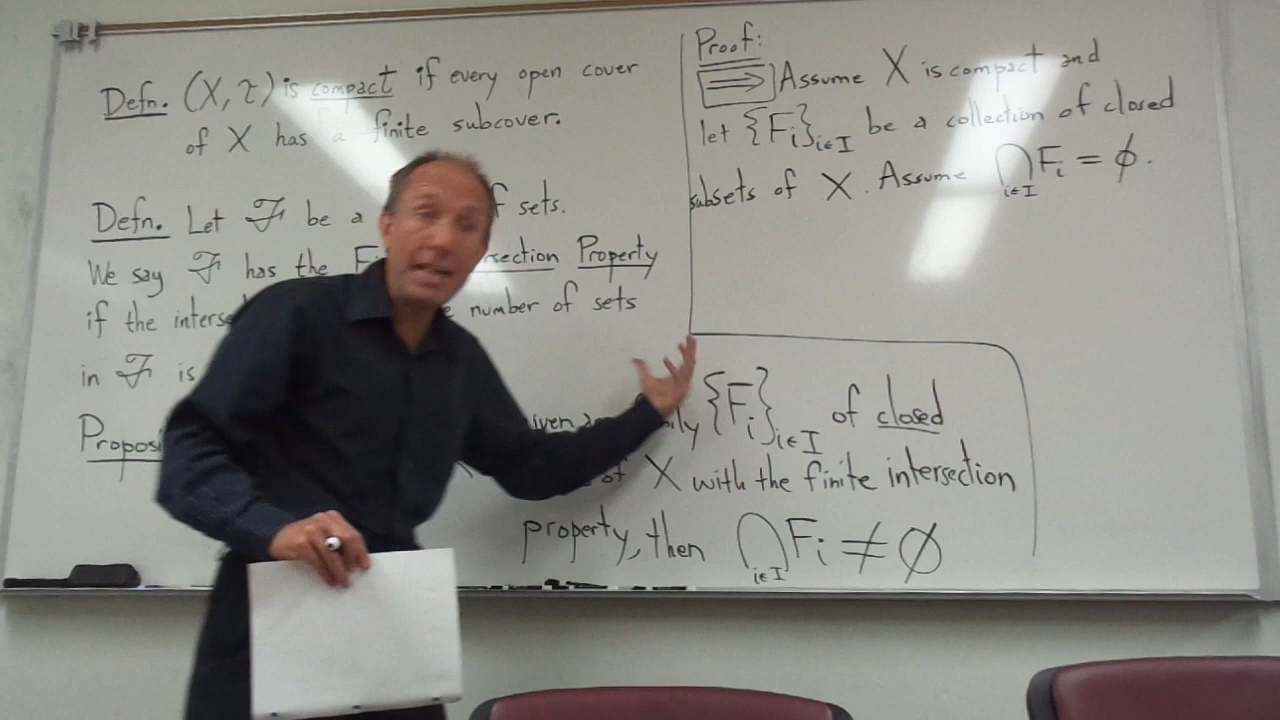 Defn. (X, τ) is compact if every open cover
of X has a finite subcover.
Defn. Let ℱ be a sets.
We say ℱ has the Property
if the number of sets
in ℱ is
{Fᵢ}ᵢ∈I of closed
of X with the finite intersection
property, then ⋂ᵢ∈I Fᵢ ≠ ∅
Proof:
⟹ Assume X is compact and
let {Fᵢ}ᵢ∈I be a collection of closed
subsets of X. Assume ⋂ᵢ∈I Fᵢ = ∅.